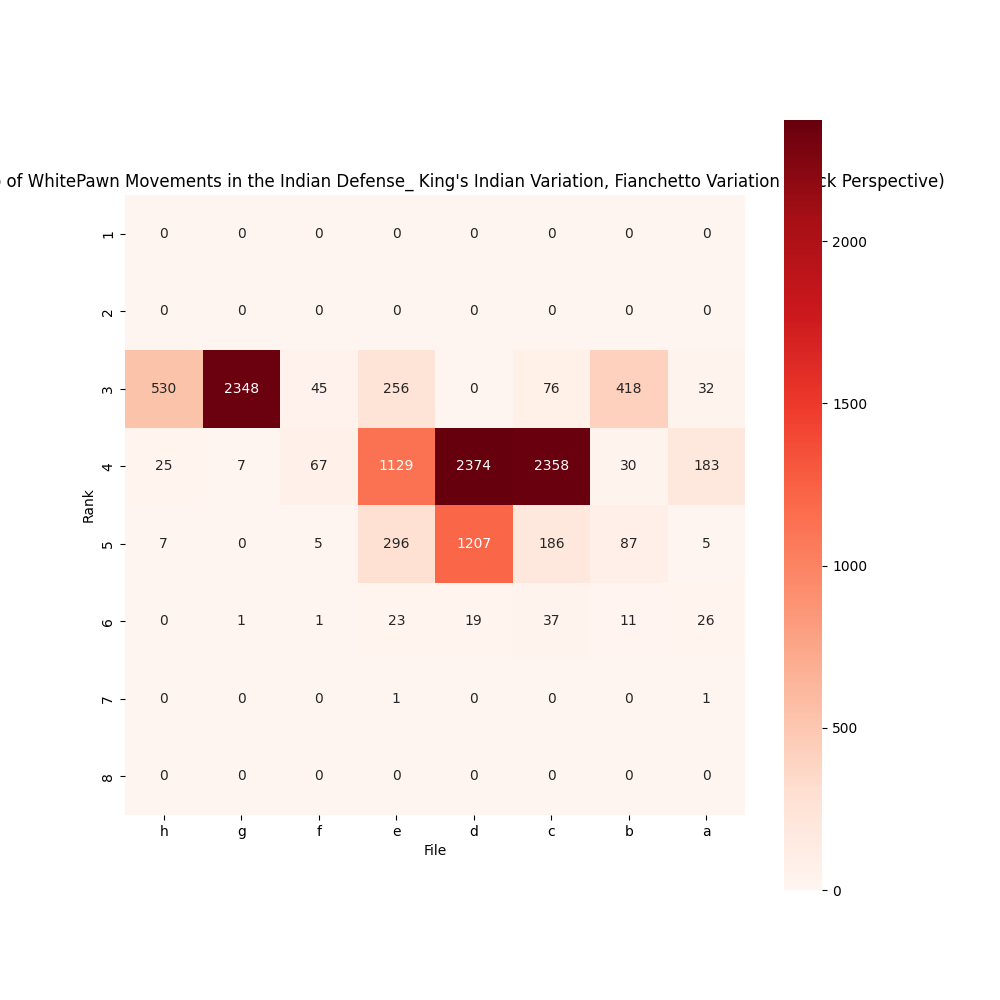 of WhitePawn Movements in the Indian Defense_ King's Indian Variation, Fianchetto Variation ck Perspective)
1 0 0 0 0 0 0 0 0
2 0 0 0 0 0 0 0 0
2000
3 530 2348 45 256 0 76 418 32
1500
4 25 7 67 1129 2374 2358 30 183
Rank
5 7 0 5 296 1207 186 87 5
1000
6 0 1 1 23 19 37 11 26
7 0 0 0 1 0 0 0 1
500
8 0 0 0 0 0 0 0 0
h g f e d c b a
File
0